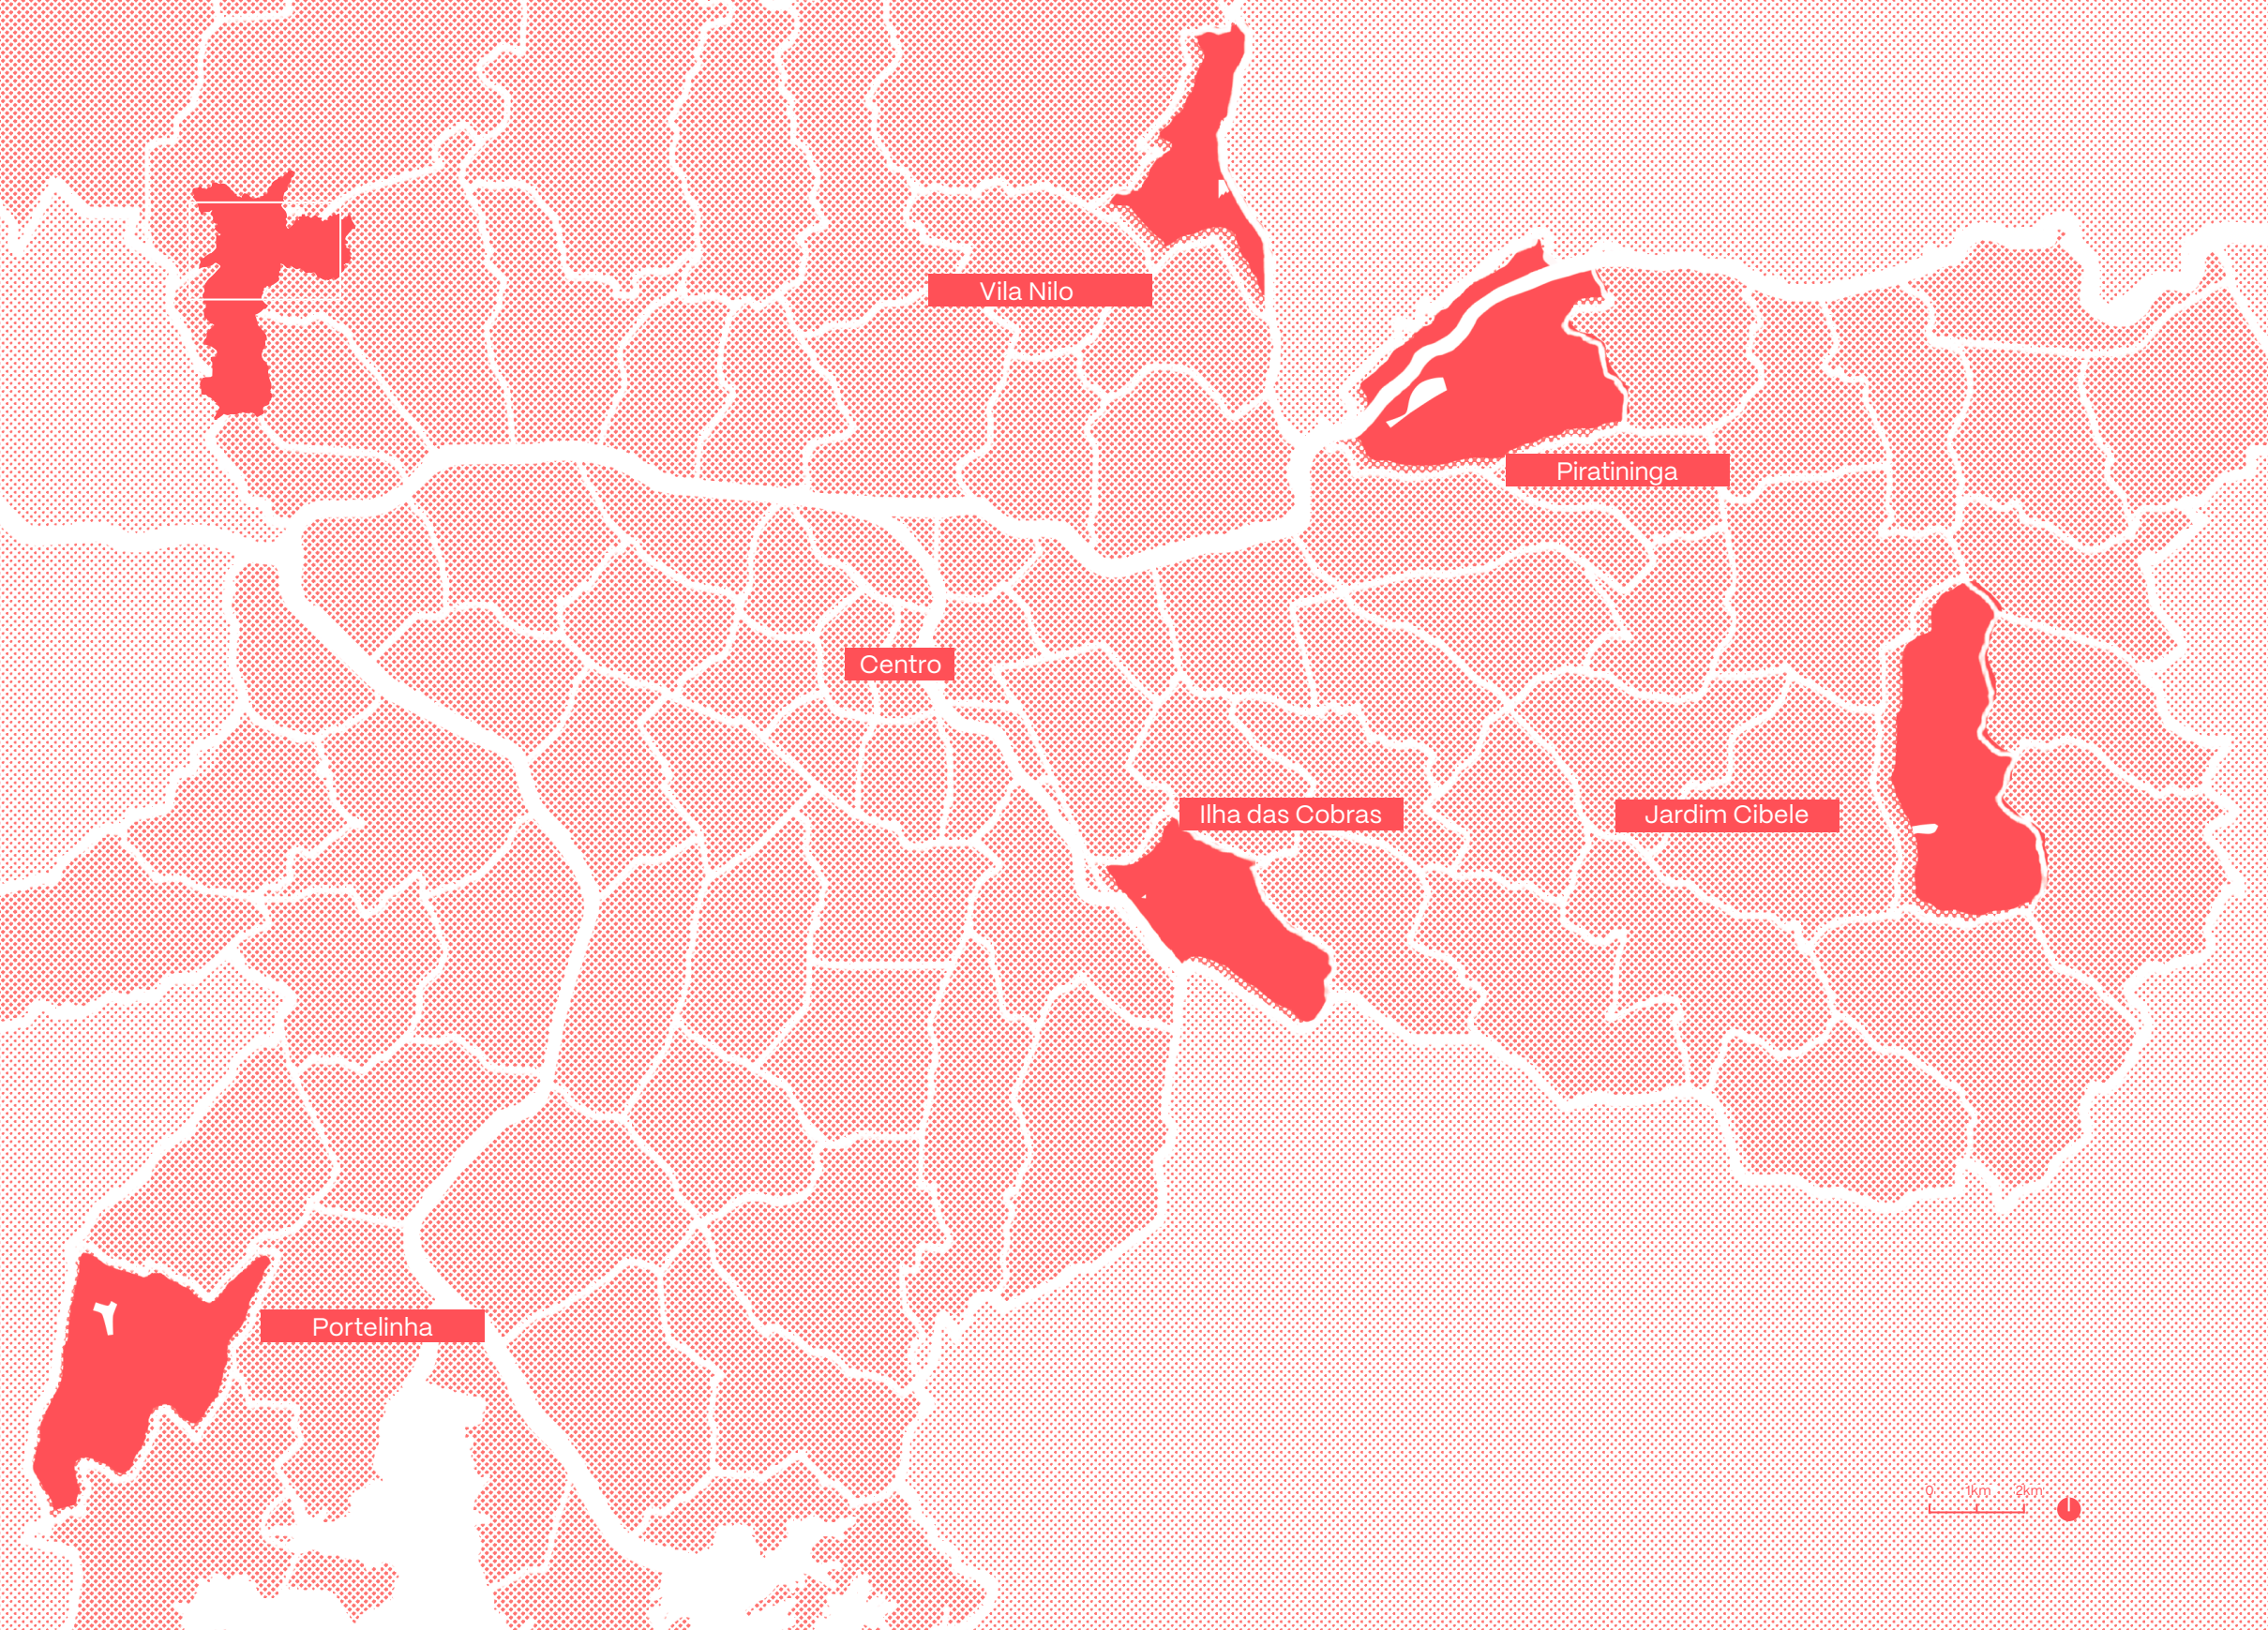 Vila Nilo
Piratininga
Centro
Ilha das Cobras
Jardim Cibele
Portelinha
0 1km 2km